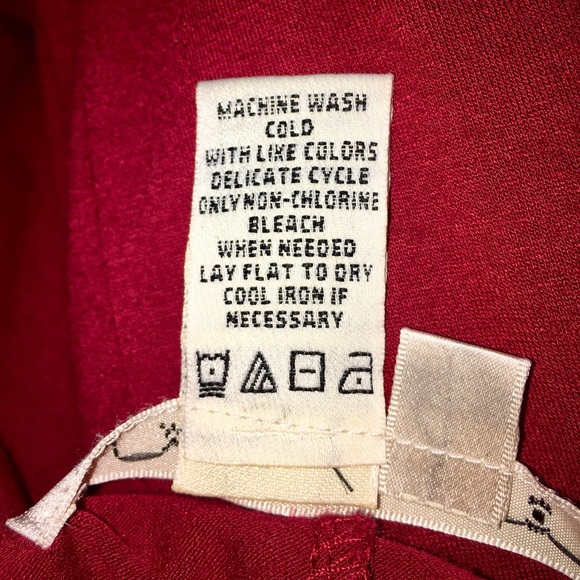 MACHINE WASH
COLD
WITH LIKE COLORS
DELICATE CYCLE
ONLY NON-CHLORINE
BLEACH
WHEN NEEDED
LAY FLAT TO DRY
COOL IRON IF
NECESSARY